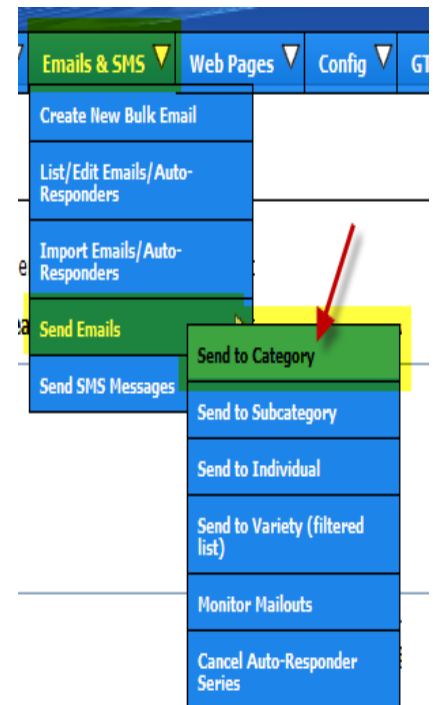 Emails & SMS Web Pages Config GT
Create New Bulk Email
List/Edit Emails/Auto-
Responders
Import Emails/Auto-
Responders
Send Emails
Send to Category
Send SMS Messages
Send to Subcategory
Send to Individual
Send to Variety (filtered
list)
Monitor Mailouts
Cancel Auto-Responder
Series